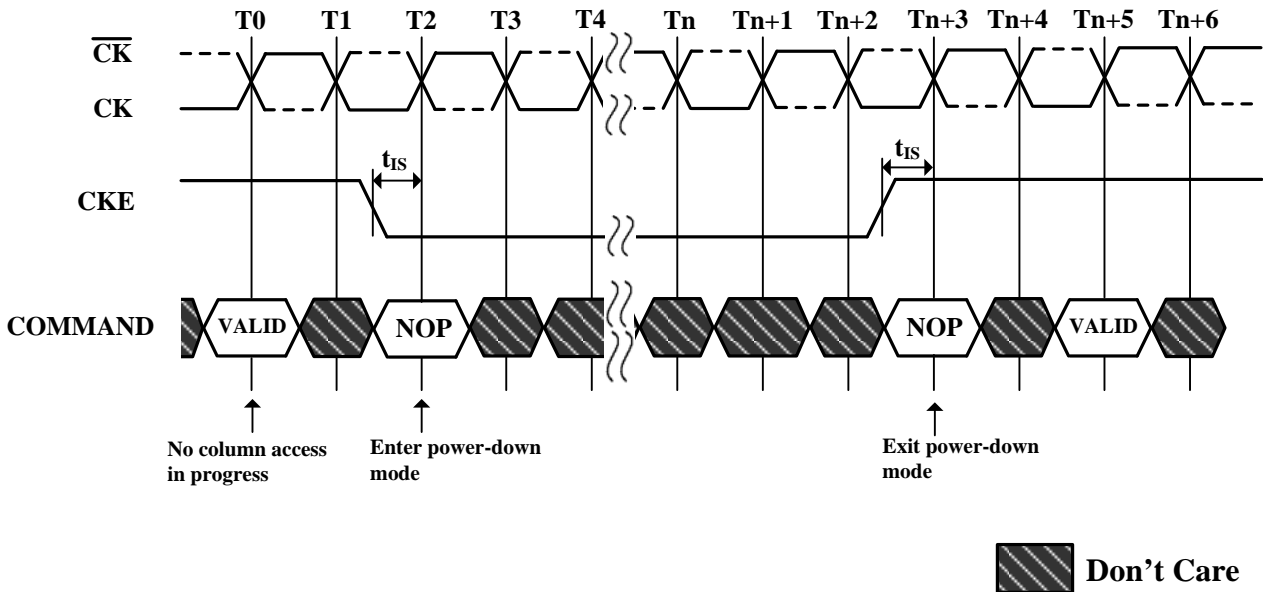 T0 T1 T2 T3 T4 Tn Tn+1 Tn+2 Tn+3 Tn+4 Tn+5 Tn+6
CK
CK
tIS tIS
CKE
COMMAND VALID NOP NOP VALID
No column access
in progress
Enter power-down
mode
Exit power-down
mode
Don't Care